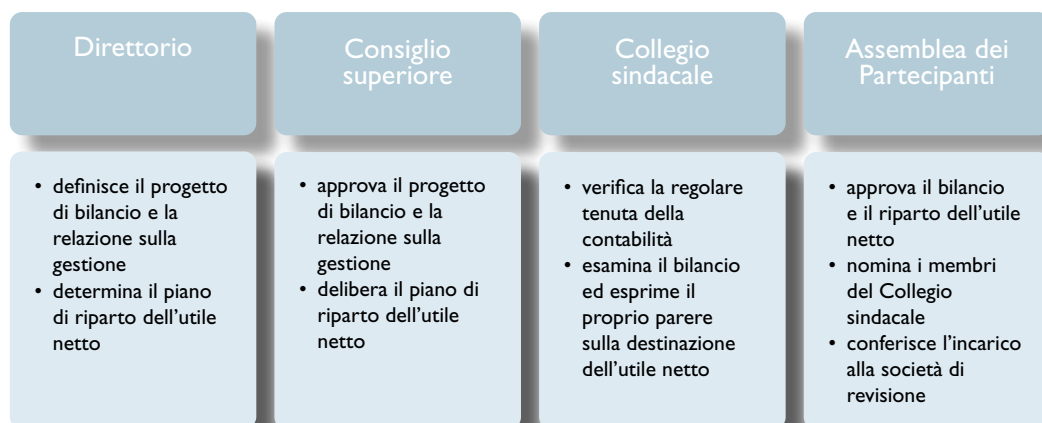 Direttorio
• definisce il progetto
di bilancio e la
relazione sulla
gestione
• determina il piano
di riparto dell'utile
netto
Consiglio
superiore
• approva il progetto
di bilancio e la
relazione sulla
gestione
• delibera il piano di
riparto dell'utile
netto
Collegio
sindacale
• verifica la regolare
tenuta della
contabilità
• esamina il bilancio
ed esprime il
proprio parere
sulla destinazione
dell'utile netto
Assemblea dei
Partecipanti
• approva il bilancio
e il riparto dell'utile
netto
• nomina i membri
del Collegio
sindacale
• conferisce l'incarico
alla società di
revisione